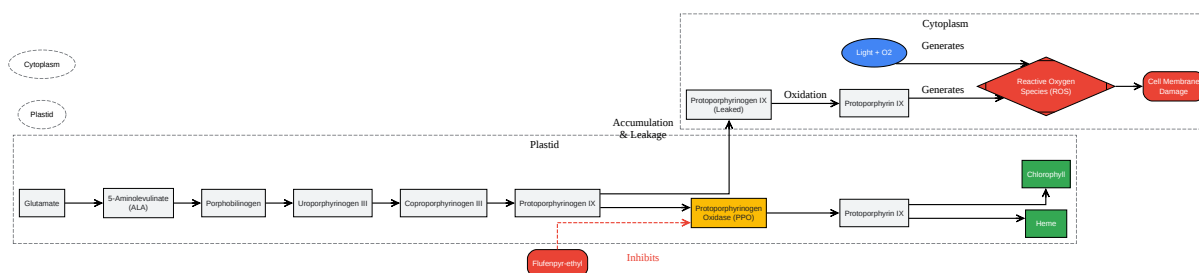 Cytoplasm
Light + O2
Generates
Cytoplasm
Reactive Oxygen
Species (ROS)
Cell Membrane
Damage
Protoporphyrinogen IX
(Leaked)
Oxidation
Protoporphyrin IX
Generates
Plastid
Accumulation
& Leakage
Plastid
Glutamate
5-Aminolevulinate
(ALA)
Porphobilinogen
Uroporphyrinogen III
Coproporphyrinogen III
Protoporphyrinogen IX
Protoporphyrinogen
Oxidase (PPO)
Protoporphyrin IX
Chlorophyll
Heme
Flufenpyr-ethyl
Inhibits